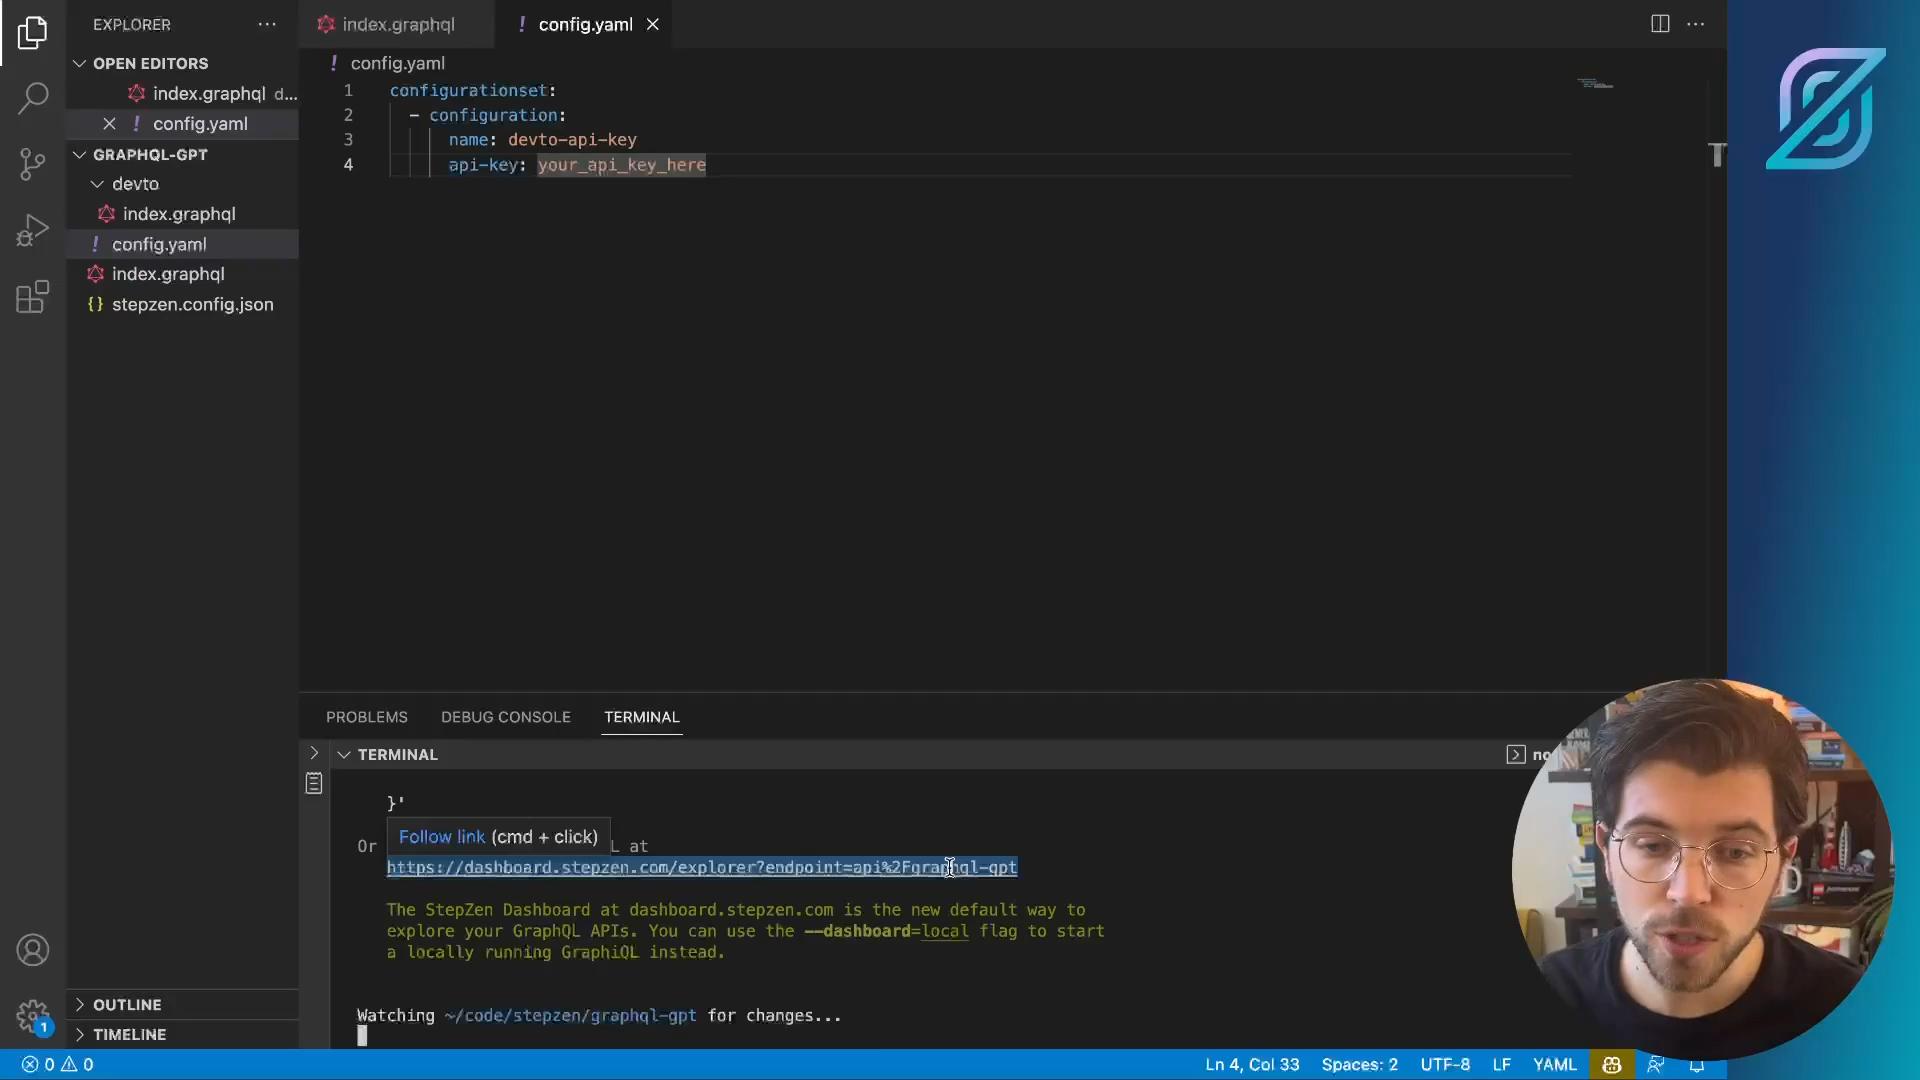 EXPLORER
index.graphql
config.yaml
OPEN EDITORS
index.graphql d...
config.yaml
GRAPHQL-GPT
devto
index.graphql
config.yaml
index.graphql
stepzen.config.json
OUTLINE
TIMELINE
config.yaml
1 configurationset:
2 - configuration:
3 name: devto-api-key
4 api-key: your_api_key_here
PROBLEMS DEBUG CONSOLE TERMINAL
TERMINAL
}'
Follow link (cmd + click)
Or L at
https://dashboard.stepzen.com/explorer?endpoint=api%2Fgraphql-gpt
The StepZen Dashboard at dashboard.stepzen.com is the new default way to
explore your GraphQL APIs. You can use the --dashboard=local flag to start
a locally running GraphiQL instead.
Watching ~/code/stepzen/graphql-gpt for changes...
1
0 0
Ln 4, Col 33 Spaces: 2 UTF-8 LF YAML